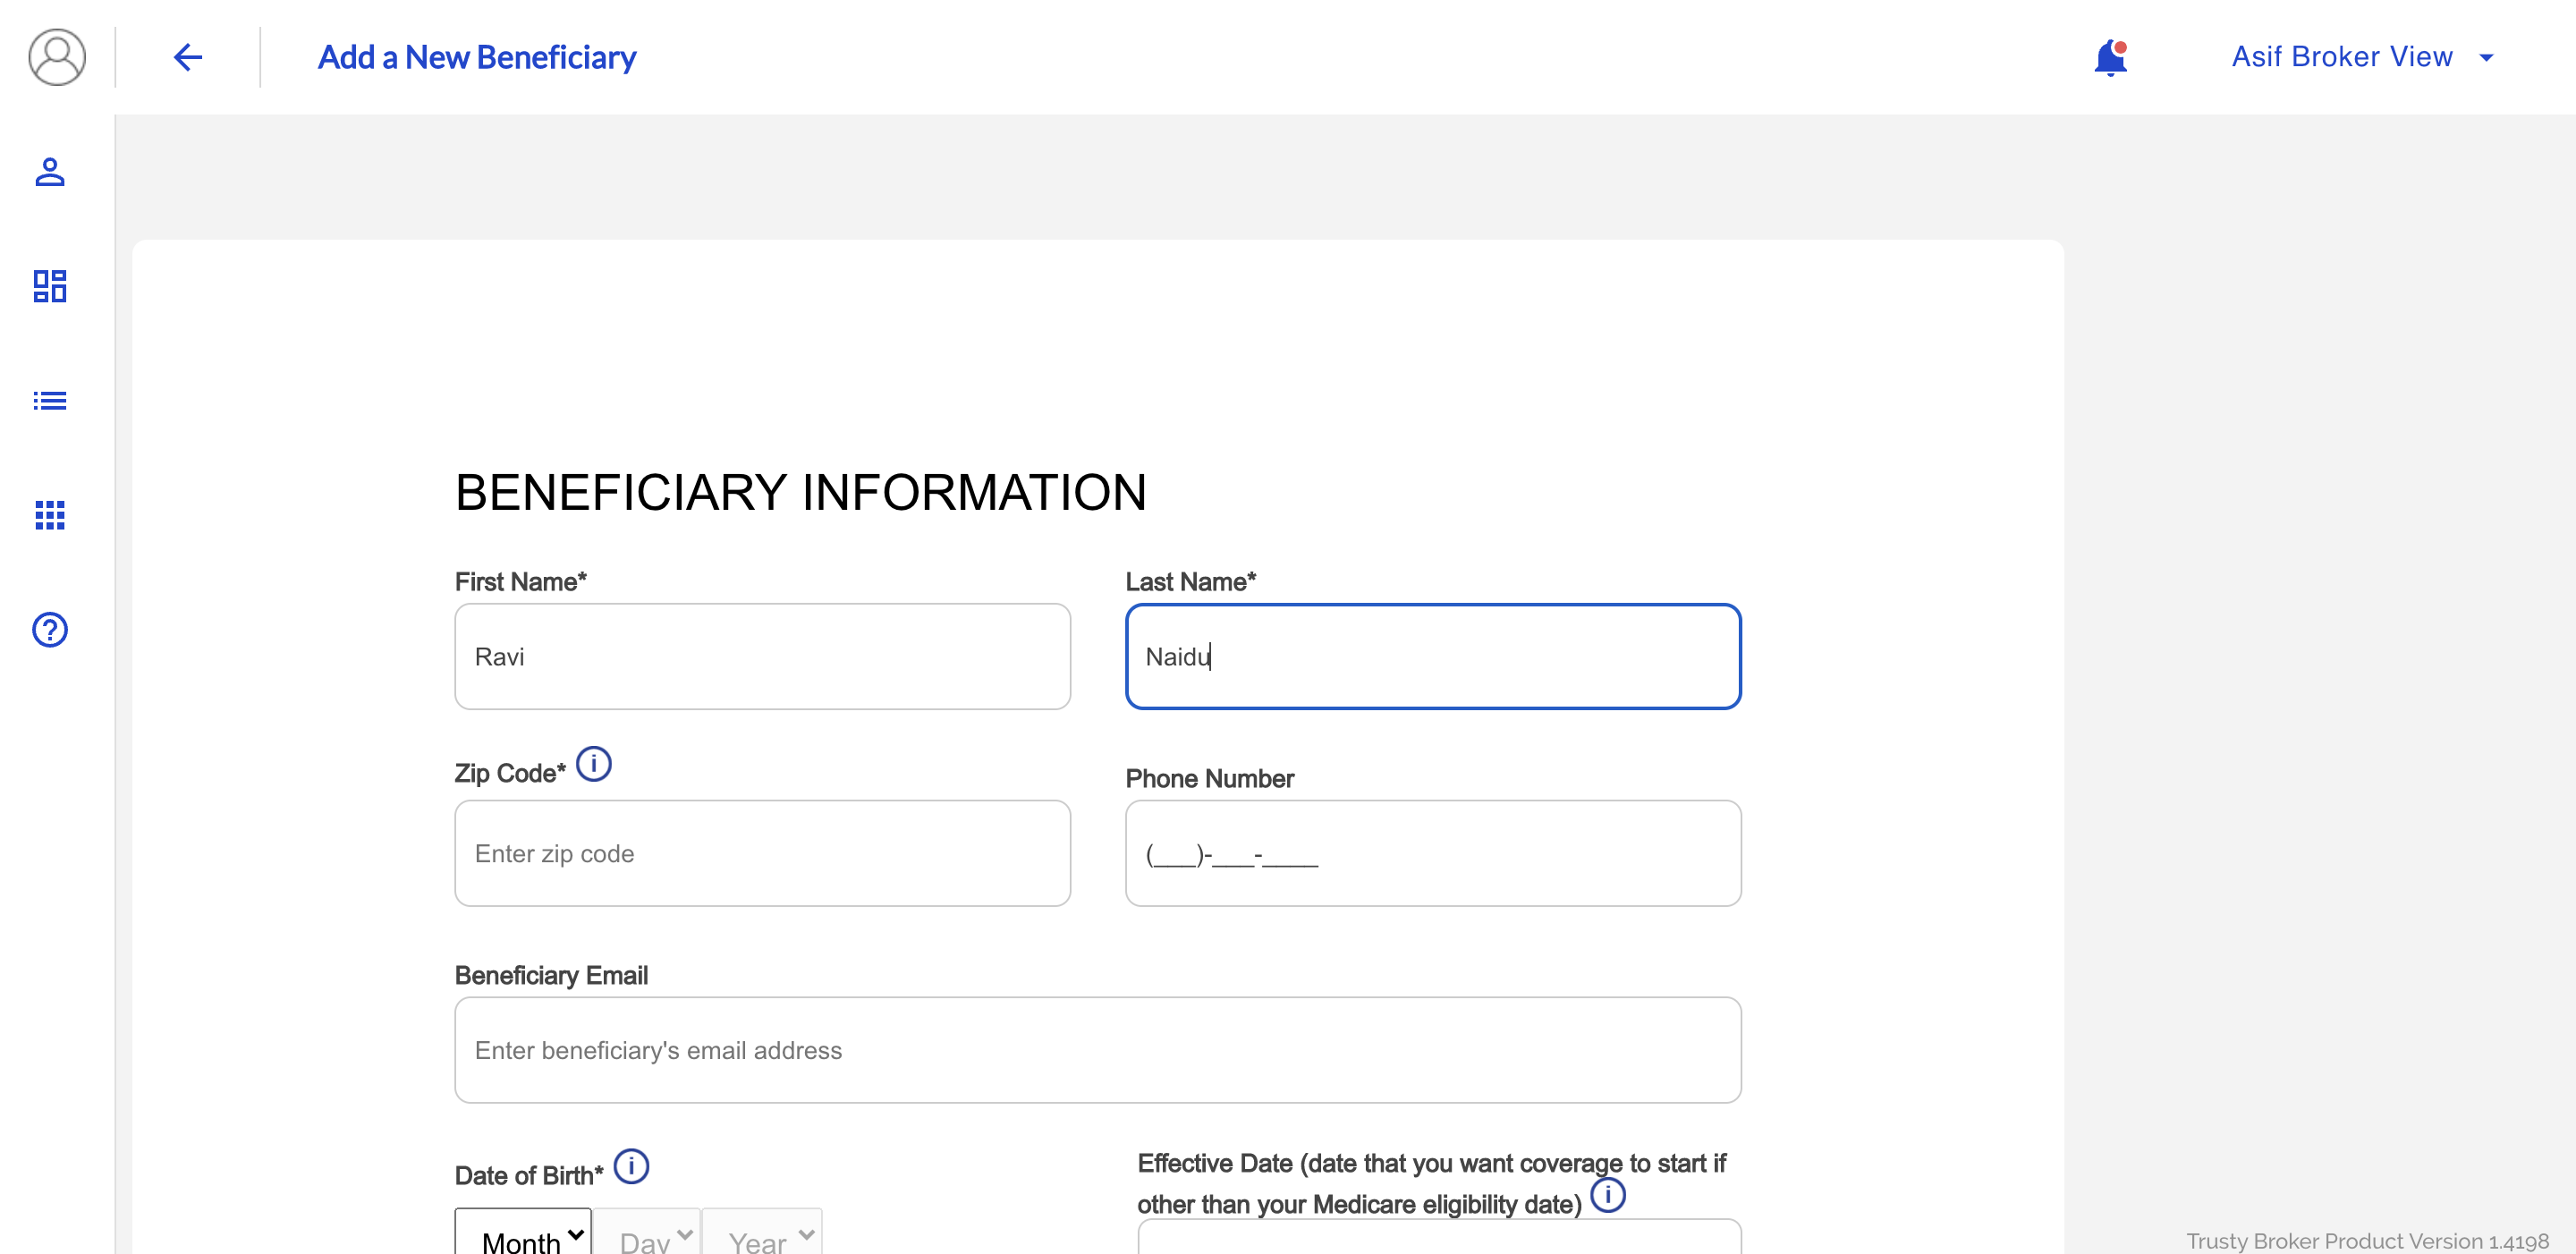 Add a New Beneficiary
Asif Broker View
BENEFICIARY INFORMATION
First Name*
Last Name*
Ravi
Naidu
Zip Code*
Phone Number
Enter zip code
(___)-___-____
Beneficiary Email
Enter beneficiary's email address
Date of Birth*
Effective Date (date that you want coverage to start if
other than your Medicare eligibility date)
Month
Day
Year
Trusty Broker Product Version 1.4198